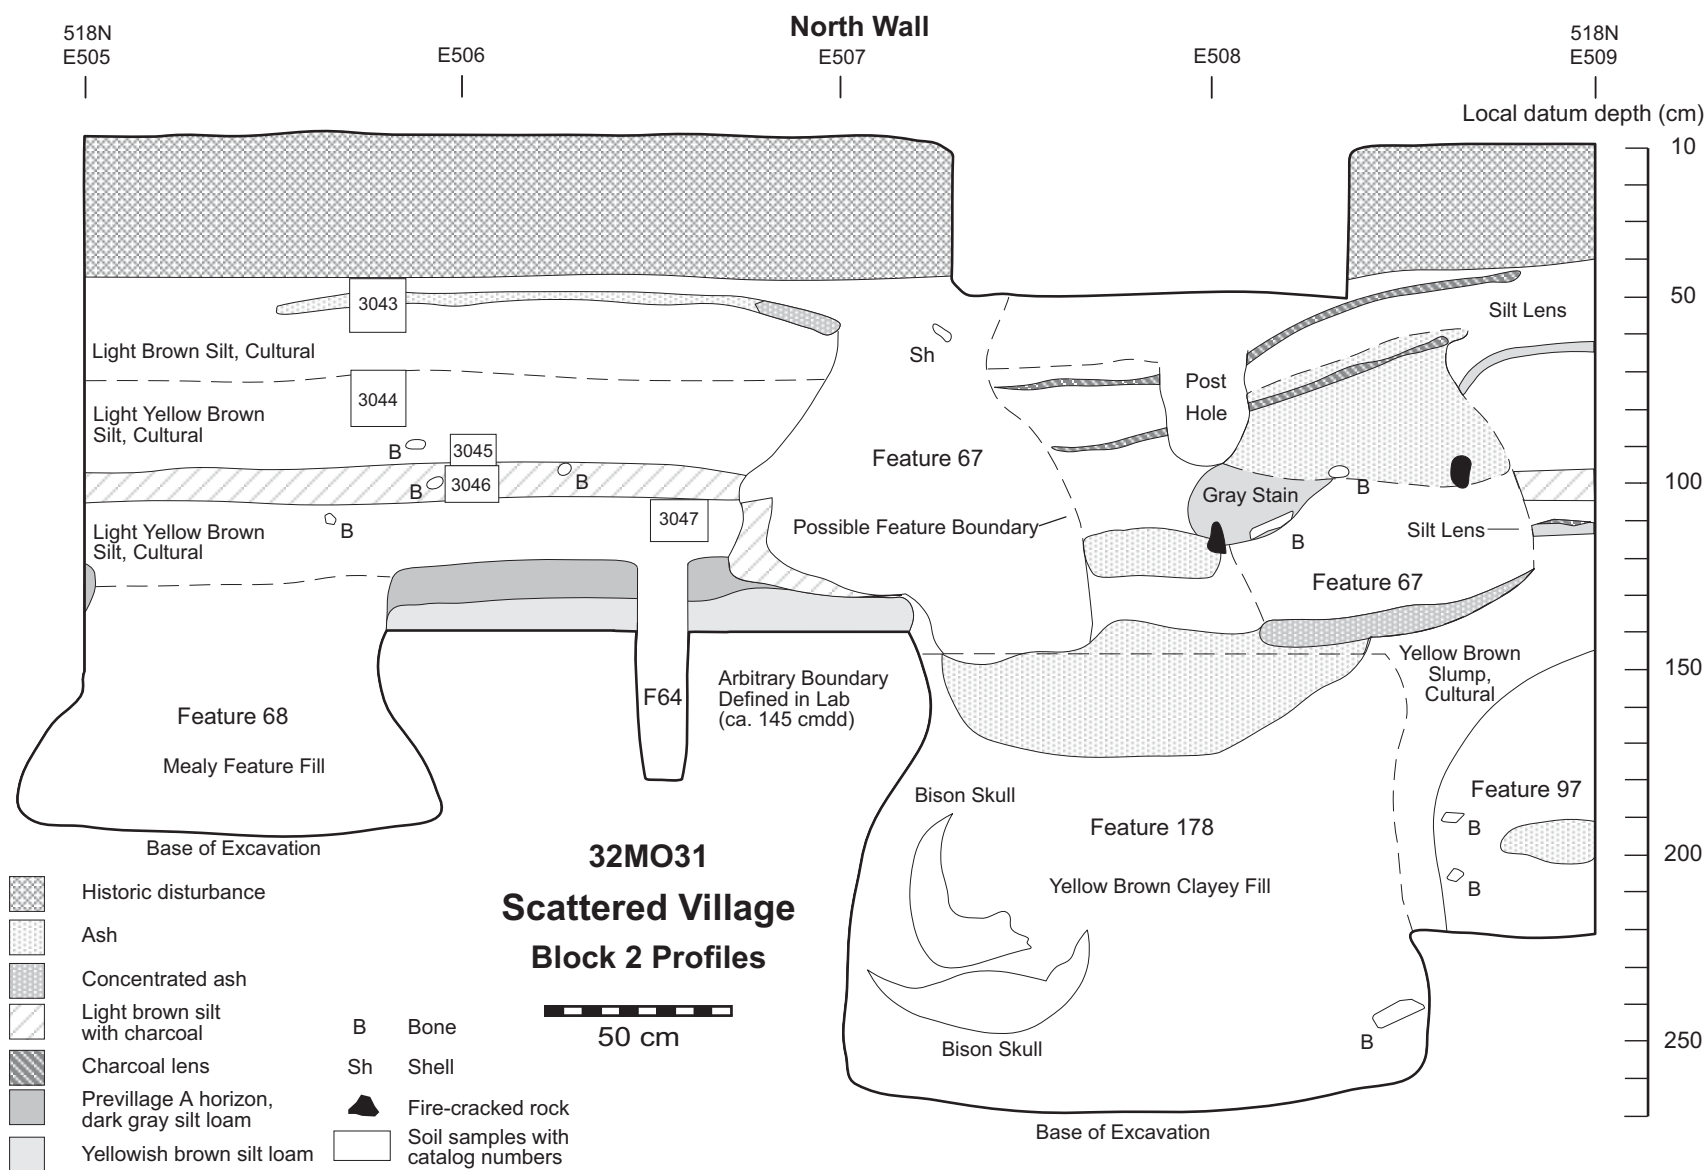 North Wall
518N
E505
E506
E507
E508
518N
E509
Local datum depth (cm)
10
50
100
150
200
250
3043
Light Brown Silt, Cultural
3044
Light Yellow Brown
Silt, Cultural
B
3045
3046
B
B
3047
B
Light Yellow Brown
Silt, Cultural
Sh
Feature 67
Possible Feature Boundary
Post
Hole
Gray Stain
B
B
Silt Lens
Silt Lens
Feature 67
Yellow Brown
Slump,
Cultural
F64
Arbitrary Boundary
Defined in Lab
(ca. 145 cmdd)
Feature 68
Mealy Feature Fill
Base of Excavation
Bison Skull
Feature 178
Yellow Brown Clayey Fill
Bison Skull
Feature 97
B
B
B
Base of Excavation
32MO31
Scattered Village
Block 2 Profiles
50 cm
Historic disturbance
Ash
Concentrated ash
Light brown silt
with charcoal
Charcoal lens
Previllage A horizon,
dark gray silt loam
Yellowish brown silt loam
B Bone
Sh Shell
Fire-cracked rock
Soil samples with
catalog numbers